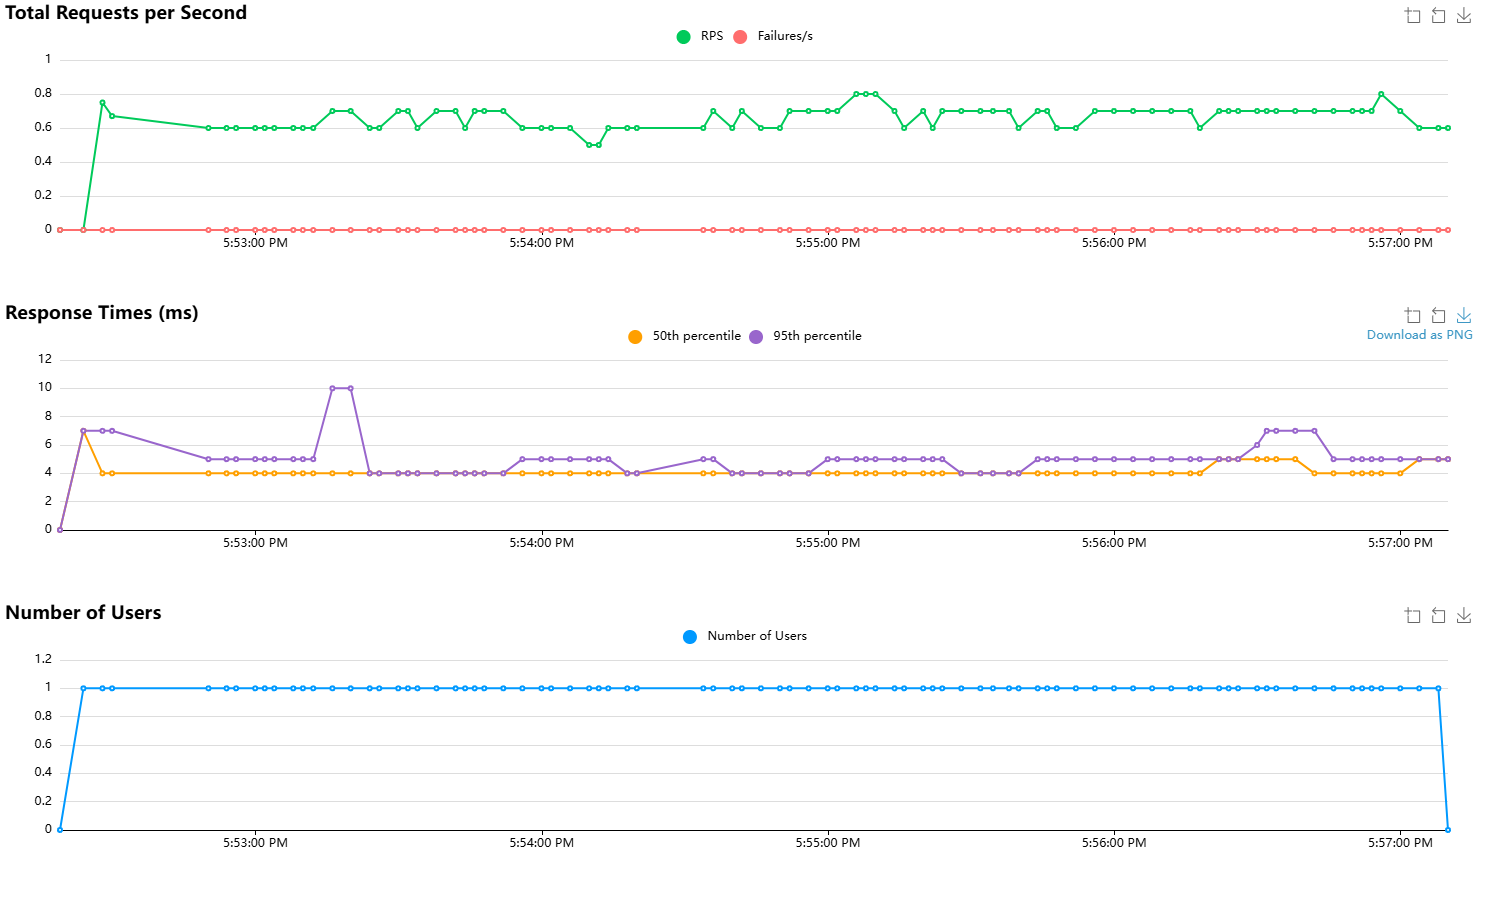 Total Requests per Second
RPS Failures/s
1
0.8
0.6
0.4
0.2
0
5:53:00 PM 5:54:00 PM 5:55:00 PM 5:56:00 PM 5:57:00 PM
Response Times (ms)
50th percentile 95th percentile
Download as PNG
12
10
8
6
4
2
0
5:53:00 PM 5:54:00 PM 5:55:00 PM 5:56:00 PM 5:57:00 PM
Number of Users
Number of Users
1.2
1
0.8
0.6
0.4
0.2
0
5:53:00 PM 5:54:00 PM 5:55:00 PM 5:56:00 PM 5:57:00 PM